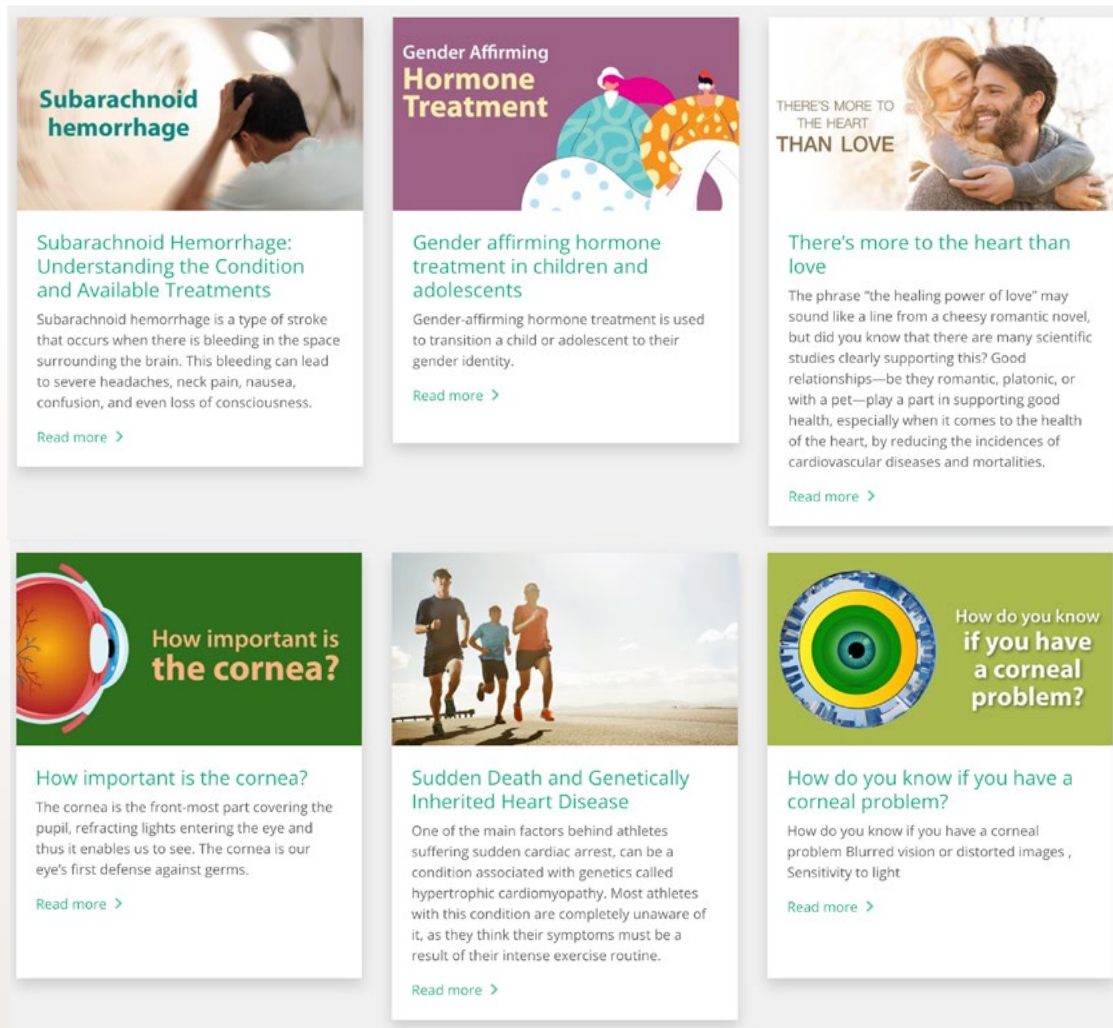 Subarachnoid
hemorrhage
Subarachnoid Hemorrhage:
Understanding the Condition
and Available Treatments
Subarachnoid hemorrhage is a type of stroke
that occurs when there is bleeding in the space
surrounding the brain. This bleeding can lead
to severe headaches, neck pain, nausea,
confusion, and even loss of consciousness.
Read more
Gender Affirming
Hormone
Treatment
Gender affirming hormone
treatment in children and
adolescents
Gender-affirming hormone treatment is used
to transition a child or adolescent to their
gender identity.
Read more
THERE'S MORE TO
THE HEART
THAN LOVE
There's more to the heart than
love
The phrase “the healing power of love” may
sound like a line from a cheesy romantic novel,
but did you know that there are many scientific
studies clearly supporting this? Good
relationships—be they romantic, platonic, or
with a pet—play a part in supporting good
health, especially when it comes to the health
of the heart, by reducing the incidences of
cardiovascular diseases and mortalities.
Read more
How important is
the cornea?
How important is the cornea?
The cornea is the front-most part covering the
pupil, refracting lights entering the eye and
thus it enables us to see. The cornea is our
eye's first defense against germs.
Read more
Sudden Death and Genetically
Inherited Heart Disease
One of the main factors behind athletes
suffering sudden cardiac arrest, can be a
condition associated with genetics called
hypertrophic cardiomyopathy. Most athletes
with this condition are completely unaware of
it, as they think their symptoms must be a
result of their intense exercise routine.
Read more
How do you know
if you have
a corneal
problem?
How do you know if you have a
corneal problem?
How do you know if you have a corneal
problem Blurred vision or distorted images ,
Sensitivity to light
Read more